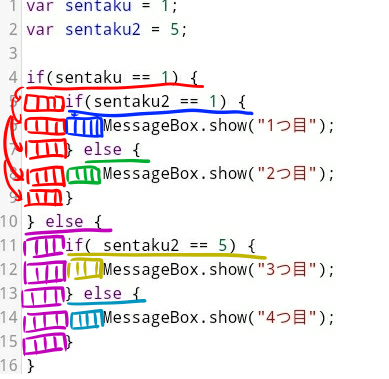 1 var sentaku = 1;
2 var sentaku2 = 5;
3
4 if(sentaku == 1) {
5 if(sentaku2 == 1) {
6 MessageBox.show("1つ目");
7 } else {
8 MessageBox.show("2つ目");
9 }
10 } else {
11 if( sentaku2 == 5) {
12 MessageBox.show("3つ目");
13 } else {
14 MessageBox.show("4つ目");
15 }
16 }